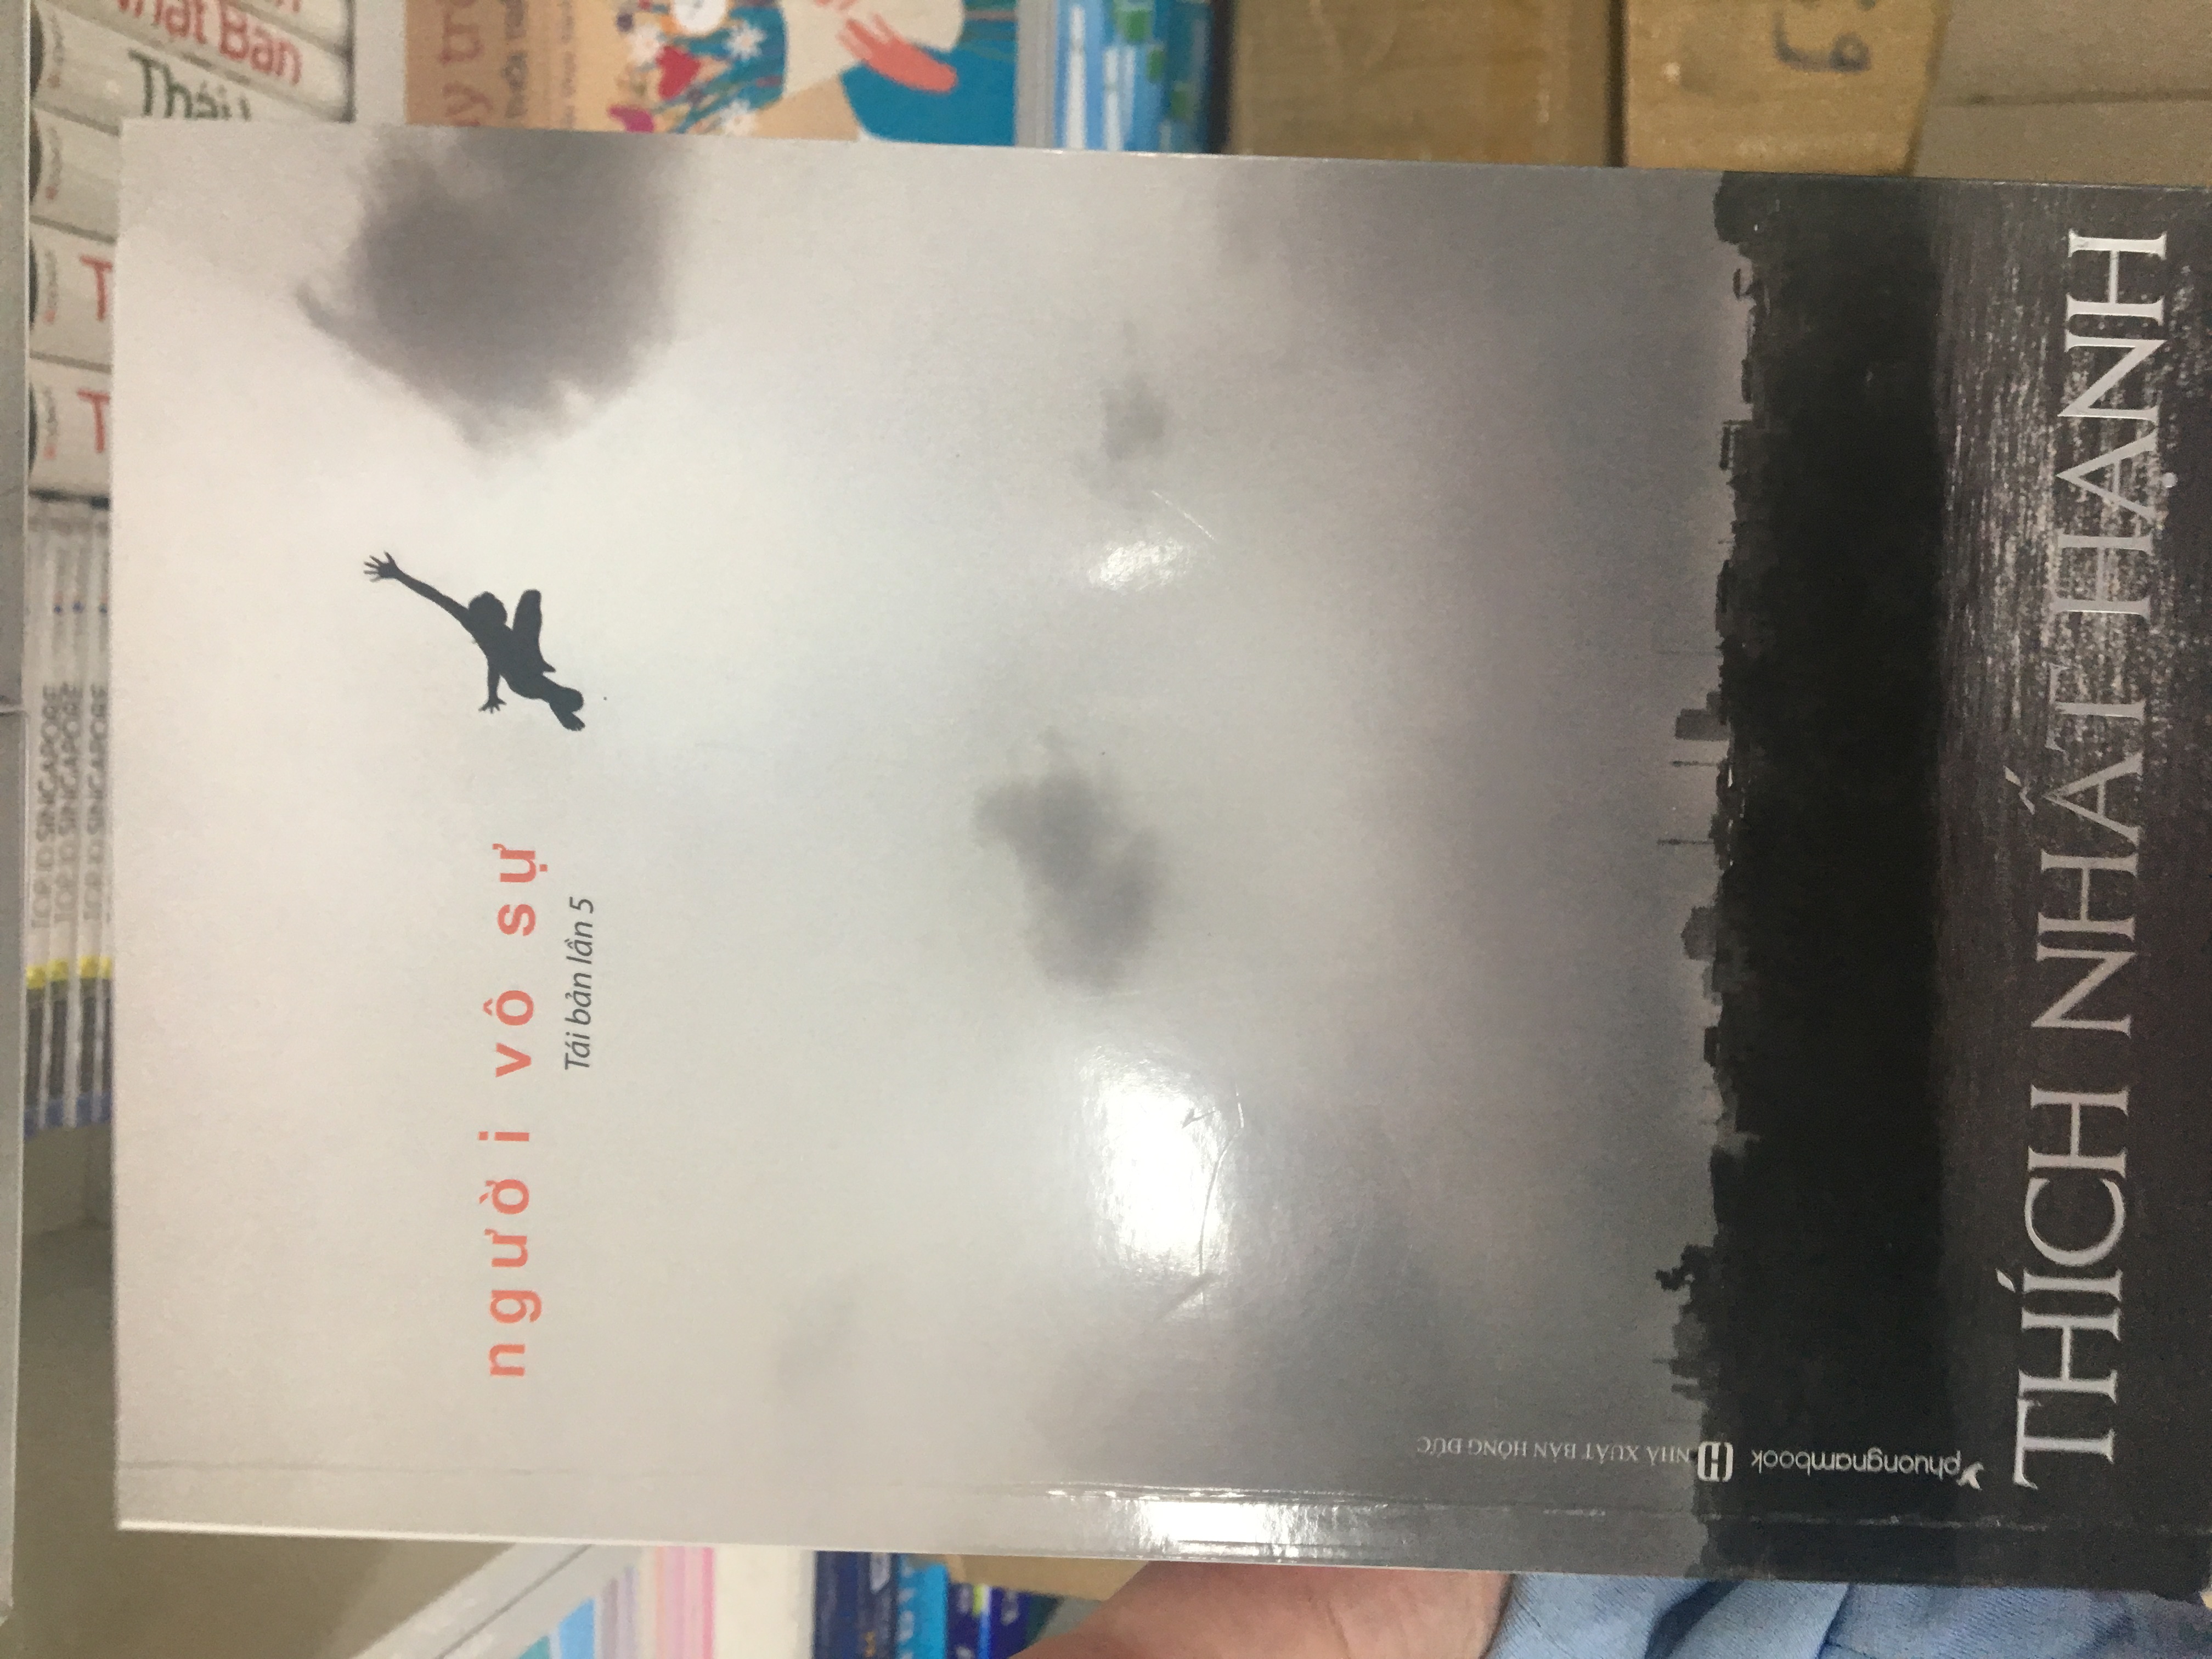 TOP 10 SINGAPORE
TOP 10 SINGAPORE
TOP 10 SINGAPORE
người vô sự
Tái bản lần 5
phuongnambook
NHÀ XUẤT BẢN HỒNG ĐỨC
THÍCH NHẤT HẠNH